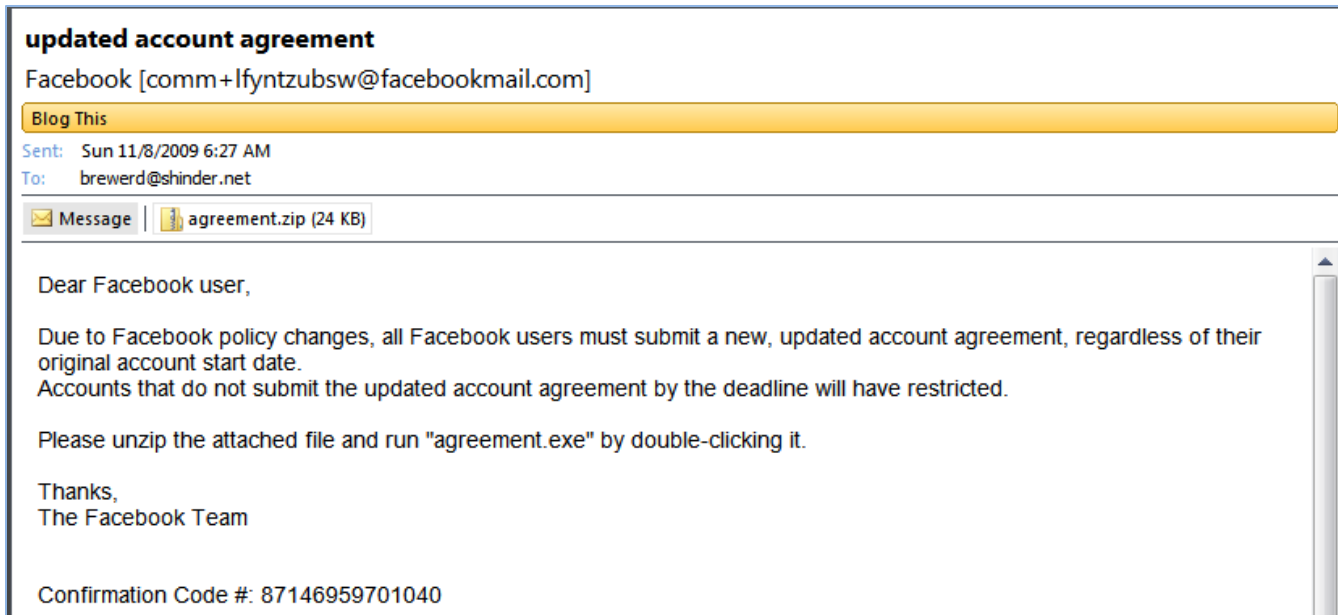 updated account agreement
Facebook [comm+lfyntzubsw@facebookmail.com]
Blog This
Sent: Sun 11/8/2009 6:27 AM
To: brewerd@shinder.net
Message agreement.zip (24 KB)
Dear Facebook user,
Due to Facebook policy changes, all Facebook users must submit a new, updated account agreement, regardless of their
original account start date.
Accounts that do not submit the updated account agreement by the deadline will have restricted.
Please unzip the attached file and run "agreement.exe" by double-clicking it.
Thanks,
The Facebook Team
Confirmation Code #: 87146959701040